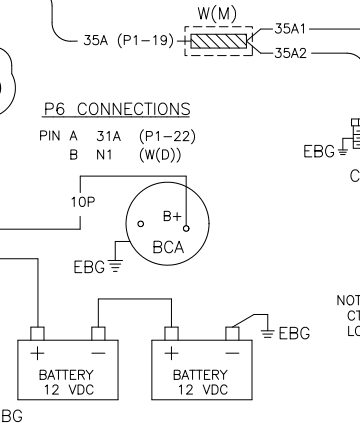 W(M)
35A (P1-19)
35A1
35A2
P6 CONNECTIONS
PIN A 31A (P1-22)
B N1 (W(D))
EBG
C
10P
B+
BCA
EBG
NOT
CT
LO
EBG
+ − + −
BATTERY
12 VDC
BATTERY
12 VDC
BG